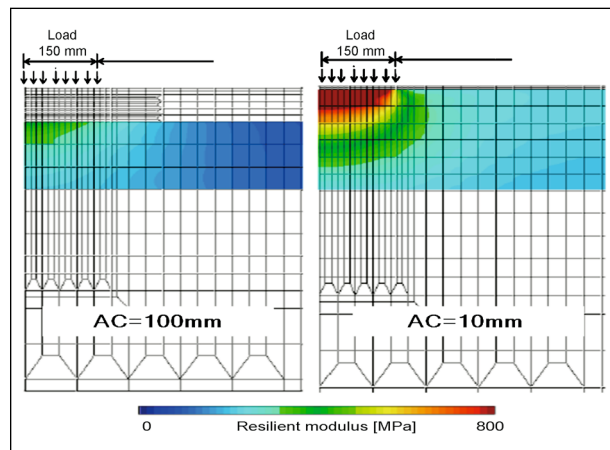 Load
150 mm
Load
150 mm
AC=100mm
AC=10mm
0 Resilient modulus [MPa] 800